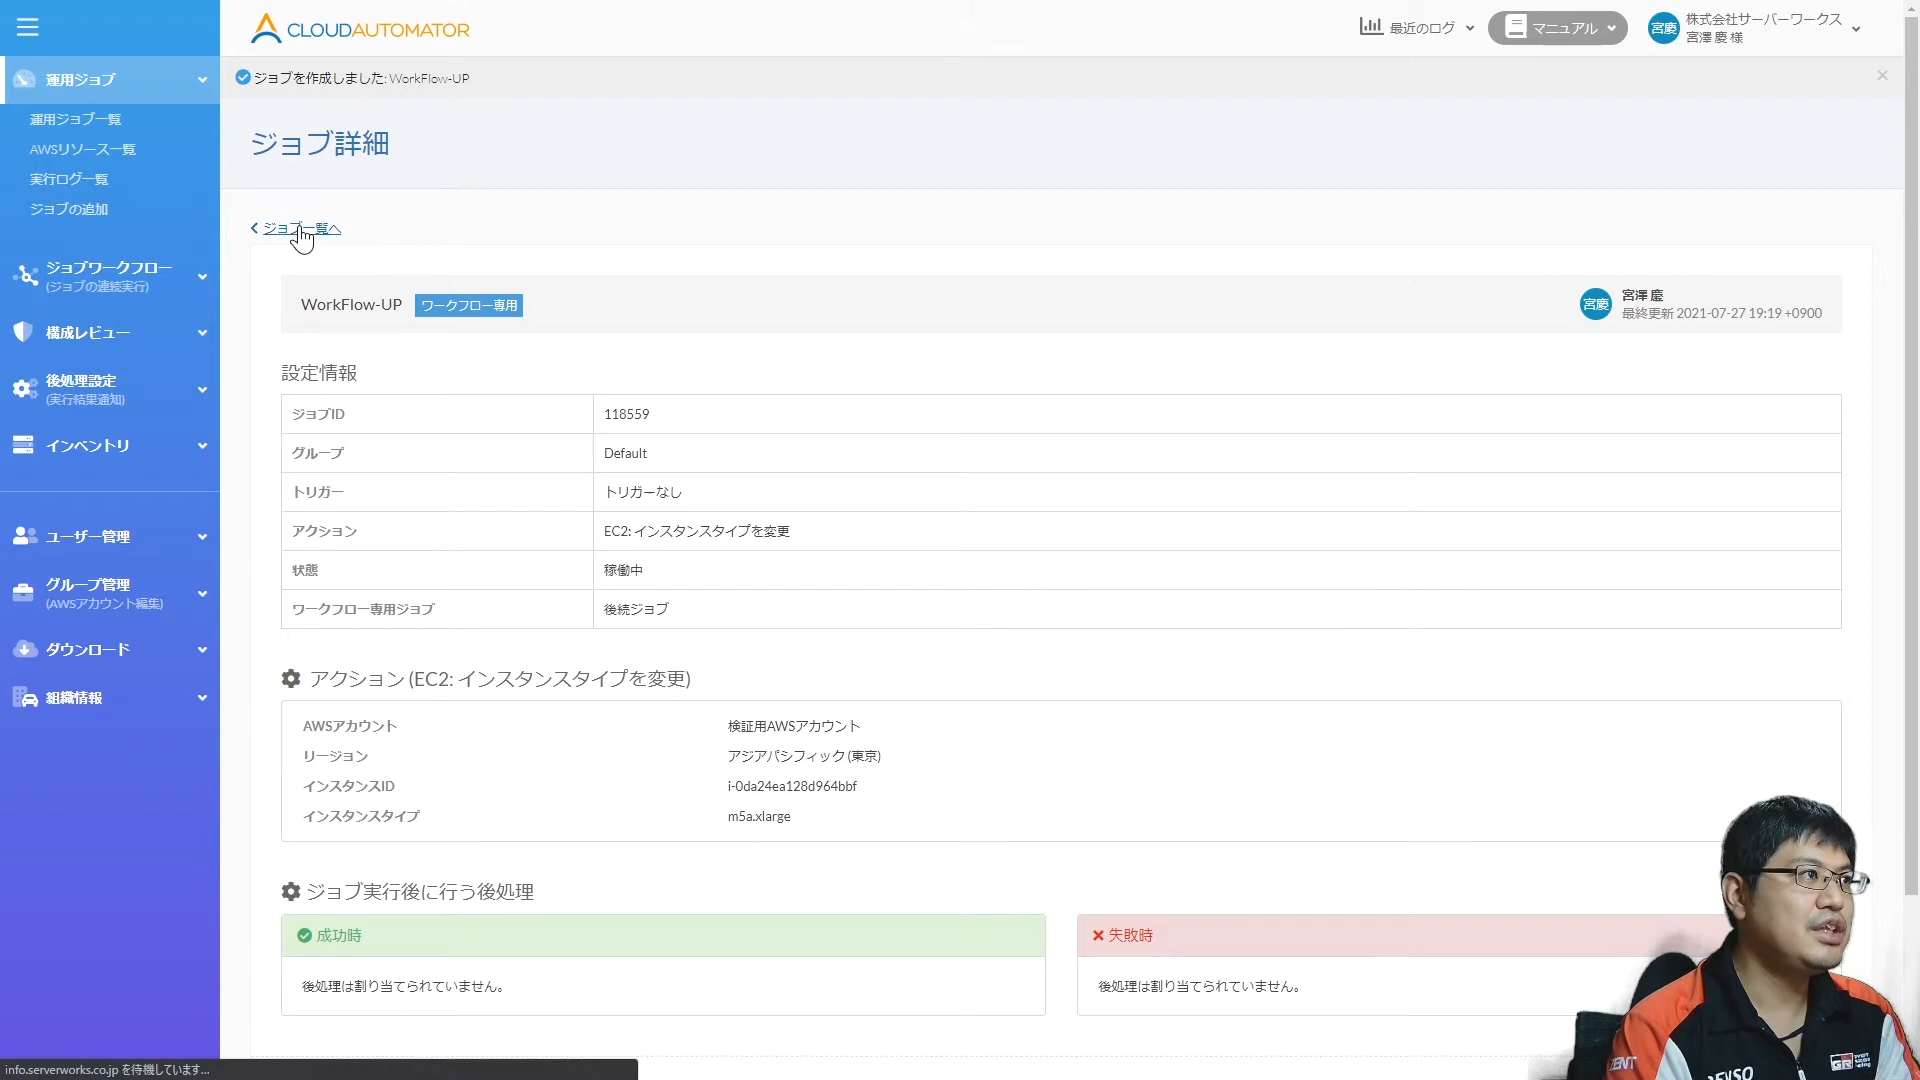 CLOUDAUTOMATOR
最近のログ
マニュアル
宮慶
株式会社サーバーワークス
宮澤 慶 様
運用ジョブ
運用ジョブ一覧
AWSリソース一覧
実行ログ一覧
ジョブの追加
ジョブワークフロー
(ジョブの連続実行)
構成レビュー
後処理設定
(実行結果通知)
インベントリ
ユーザー管理
グループ管理
(AWSアカウント編集)
ダウンロード
組織情報
ジョブを作成しました: WorkFlow-UP
ジョブ詳細
ジョブ一覧へ
WorkFlow-UP ワークフロー専用
宮慶
宮澤 慶
最終更新 2021-07-27 19:19 +0900
設定情報
ジョブID 118559
グループ Default
トリガー トリガーなし
アクション EC2: インスタンスタイプを変更
状態 稼働中
ワークフロー専用ジョブ 後続ジョブ
アクション (EC2: インスタンスタイプを変更)
AWSアカウント 検証用AWSアカウント
リージョン アジアパシフィック (東京)
インスタンスID i-0da24ea128d964bbf
インスタンスタイプ m5a.xlarge
ジョブ実行後に行う後処理
成功時
後処理は割り当てられていません。
失敗時
後処理は割り当てられていません。
ZENT
DENSO
GR
info.serverworks.co.jp を待機しています...